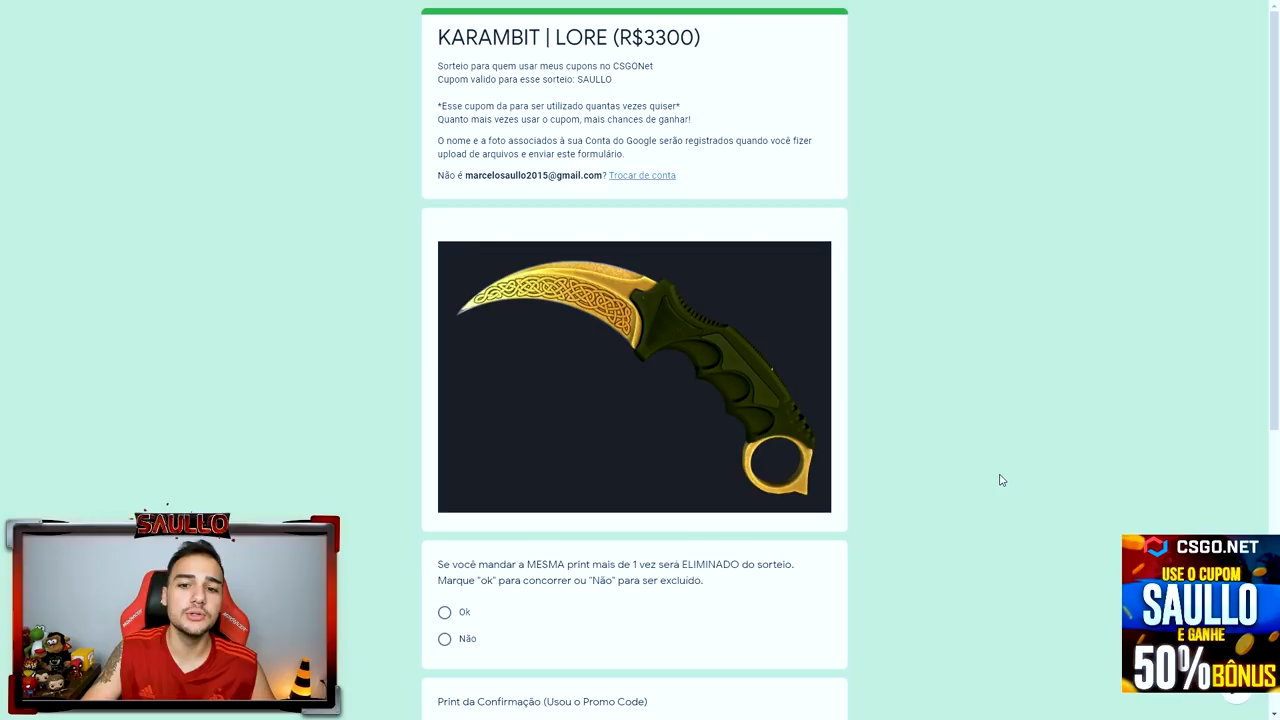 KARAMBIT | LORE (R$3300)
Sorteio para quem usar meus cupons no CSGONet
Cupom valido para esse sorteio: SAULLO
*Esse cupom da para ser utilizado quantas vezes quiser*
Quanto mais vezes usar o cupom, mais chances de ganhar!
O nome e a foto associados à sua Conta do Google serão registrados quando você fizer
upload de arquivos e enviar este formulário.
Não é marcelosaullo2015@gmail.com? Trocar de conta
Se você mandar a MESMA print mais de 1 vez será ELIMINADO do sorteio.
Marque "ok" para concorrer ou "Não" para ser excluido.
Ok
Não
Print da Confirmação (Usou o Promo Code)
SAULLO
CSGO.NET
USE O CUPOM
SAULLO
E GANHE
50% BÔNUS